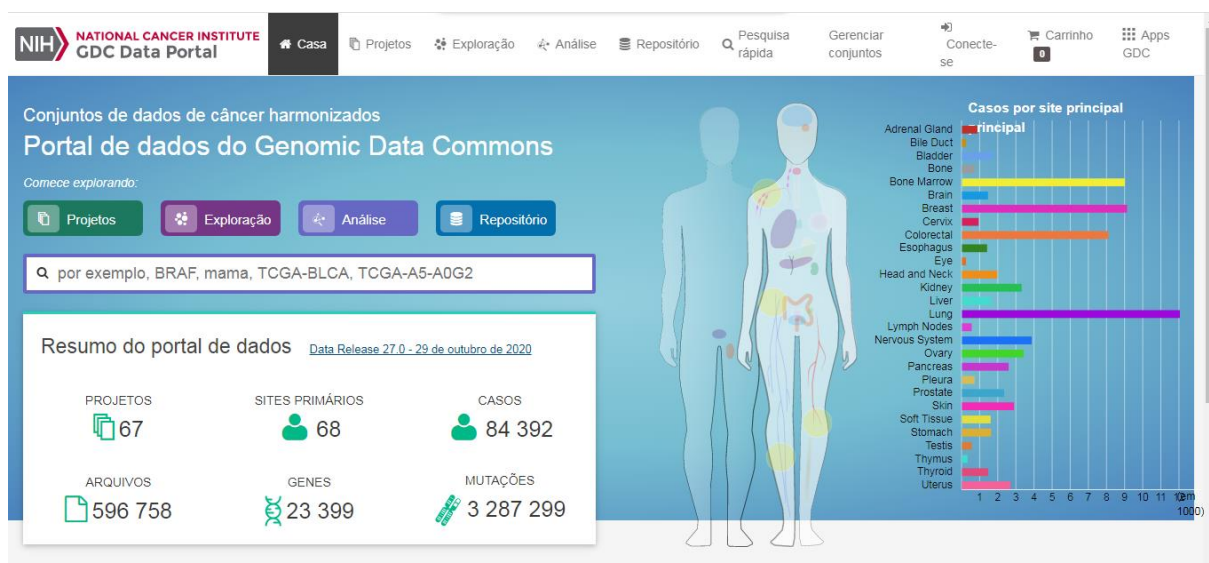 NIH NATIONAL CANCER INSTITUTE
GDC Data Portal
Casa
Projetos
Exploração
Análise
Repositório
Pesquisa
rápida
Gerenciar
conjuntos
Conecte-
se
Carrinho
0
Apps
GDC
Conjuntos de dados de câncer harmonizados
Portal de dados do Genomic Data Commons
Comece explorando:
Projetos
Exploração
Análise
Repositório
por exemplo, BRAF, mama, TCGA-BLCA, TCGA-A5-A0G2
Resumo do portal de dados Data Release 27.0 - 29 de outubro de 2020
PROJETOS
67
SITES PRIMÁRIOS
68
CASOS
84 392
ARQUIVOS
596 758
GENES
23 399
MUTAÇÕES
3 287 299
Casos por site principal
principal
Adrenal Gland
Bile Duct
Bladder
Bone
Bone Marrow
Brain
Breast
Cervix
Colorectal
Esophagus
Eye
Head and Neck
Kidney
Liver
Lung
Lymph Nodes
Nervous System
Ovary
Pancreas
Pleura
Prostate
Skin
Soft Tissue
Stomach
Testis
Thymus
Thyroid
Uterus
1 2 3 4 5 6 7 8 9 10 11
1000)